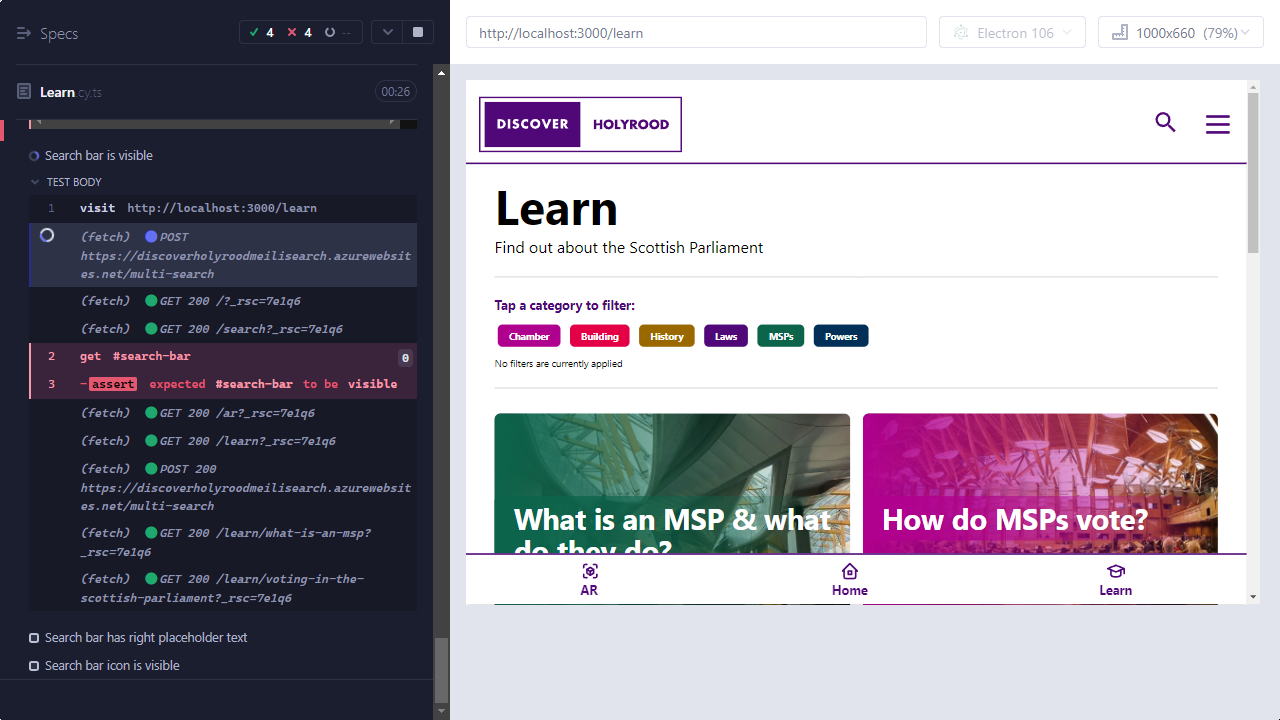 Specs
4
4
--
http://localhost:3000/learn
Electron 106
1000x660 (79%)
Learn.cy.ts
00:26
Search bar is visible
TEST BODY
1 visit http://localhost:3000/learn
(fetch) POST
https://discoverholyroodmeilisearch.azurewebsit
es.net/multi-search
(fetch) GET 200 /?_rsc=7e1q6
(fetch) GET 200 /search?_rsc=7e1q6
2 get #search-bar 0
3 -assert expected #search-bar to be visible
(fetch) GET 200 /ar?_rsc=7e1q6
(fetch) GET 200 /learn?_rsc=7e1q6
(fetch) POST 200
https://discoverholyroodmeilisearch.azurewebsit
es.net/multi-search
(fetch) GET 200 /learn/what-is-an-msp?
_rsc=7e1q6
(fetch) GET 200 /learn/voting-in-the-
scottish-parliament?_rsc=7e1q6
Search bar has right placeholder text
Search bar icon is visible
DISCOVER HOLYROOD
Learn
Find out about the Scottish Parliament
Tap a category to filter:
Chamber Building History Laws MSPs Powers
No filters are currently applied
What is an MSP & what
do they do?
How do MSPs vote?
AR Home Learn